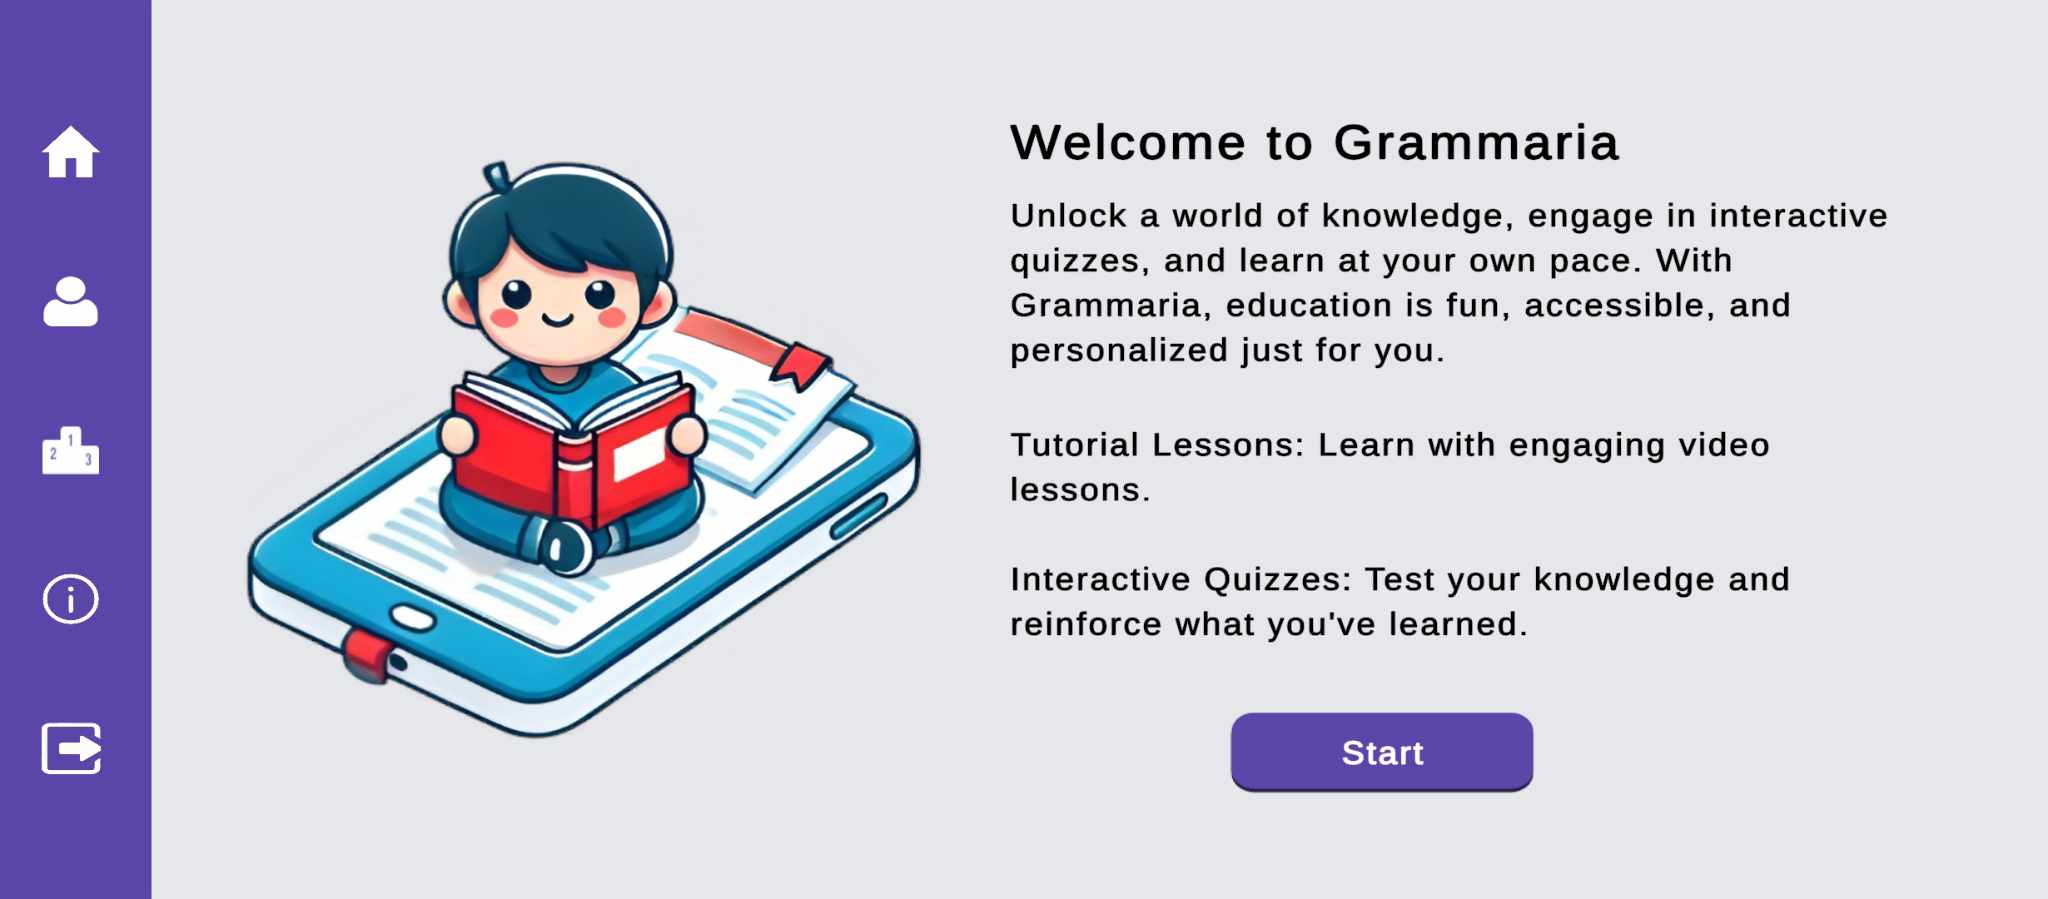 Welcome to Grammaria
Unlock a world of knowledge, engage in interactive
quizzes, and learn at your own pace. With
Grammaria, education is fun, accessible, and
personalized just for you.
Tutorial Lessons: Learn with engaging video
lessons.
Interactive Quizzes: Test your knowledge and
reinforce what you've learned.
Start
1
2
3